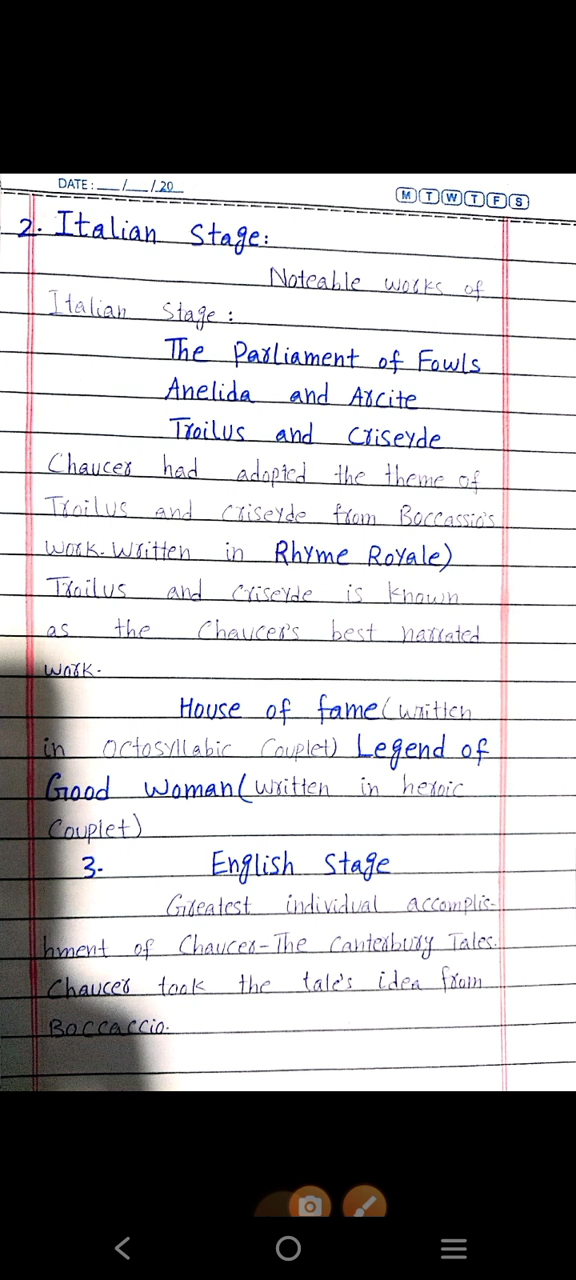 DATE: __/__/20__
M T W T F S
2. Italian Stage:
Noteable works of
Italian Stage:
The Parliament of Fowls
Anelida and Arcite
Troilus and Criseyde
Chaucer had adopted the theme of
Troilus and Criseyde from Boccassio's
work. Written in Rhyme Royale)
Troilus and Criseyde is known
as the Chaucer's best narrated
work.
House of fame (written
in Octosyllabic Couplet) Legend of
Good Woman (written in heroic
Couplet)
3. English Stage
Greatest individual accomplis-
hment of Chaucer-The Canterbury Tales.
Chaucer took the tale's idea from
Boccaccio.